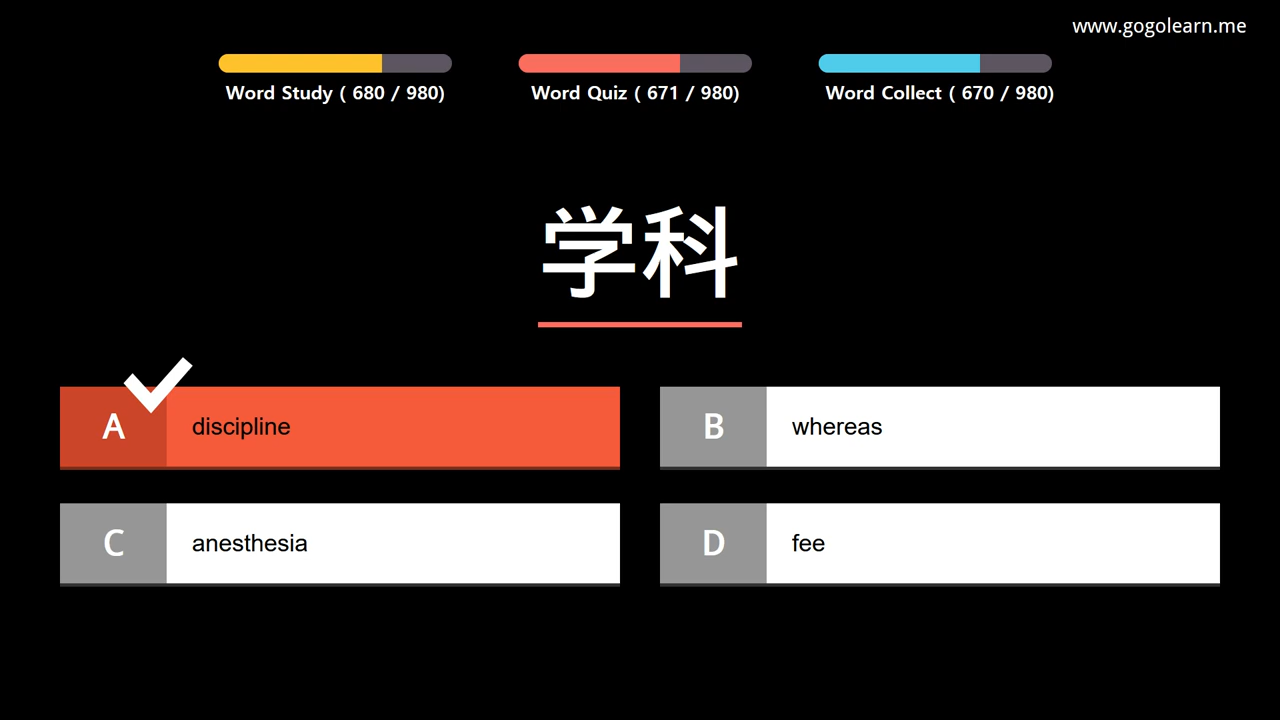 www.gogolearn.me
Word Study ( 680 / 980)
Word Quiz ( 671 / 980)
Word Collect ( 670 / 980)
学科
A discipline
B whereas
C anesthesia
D fee